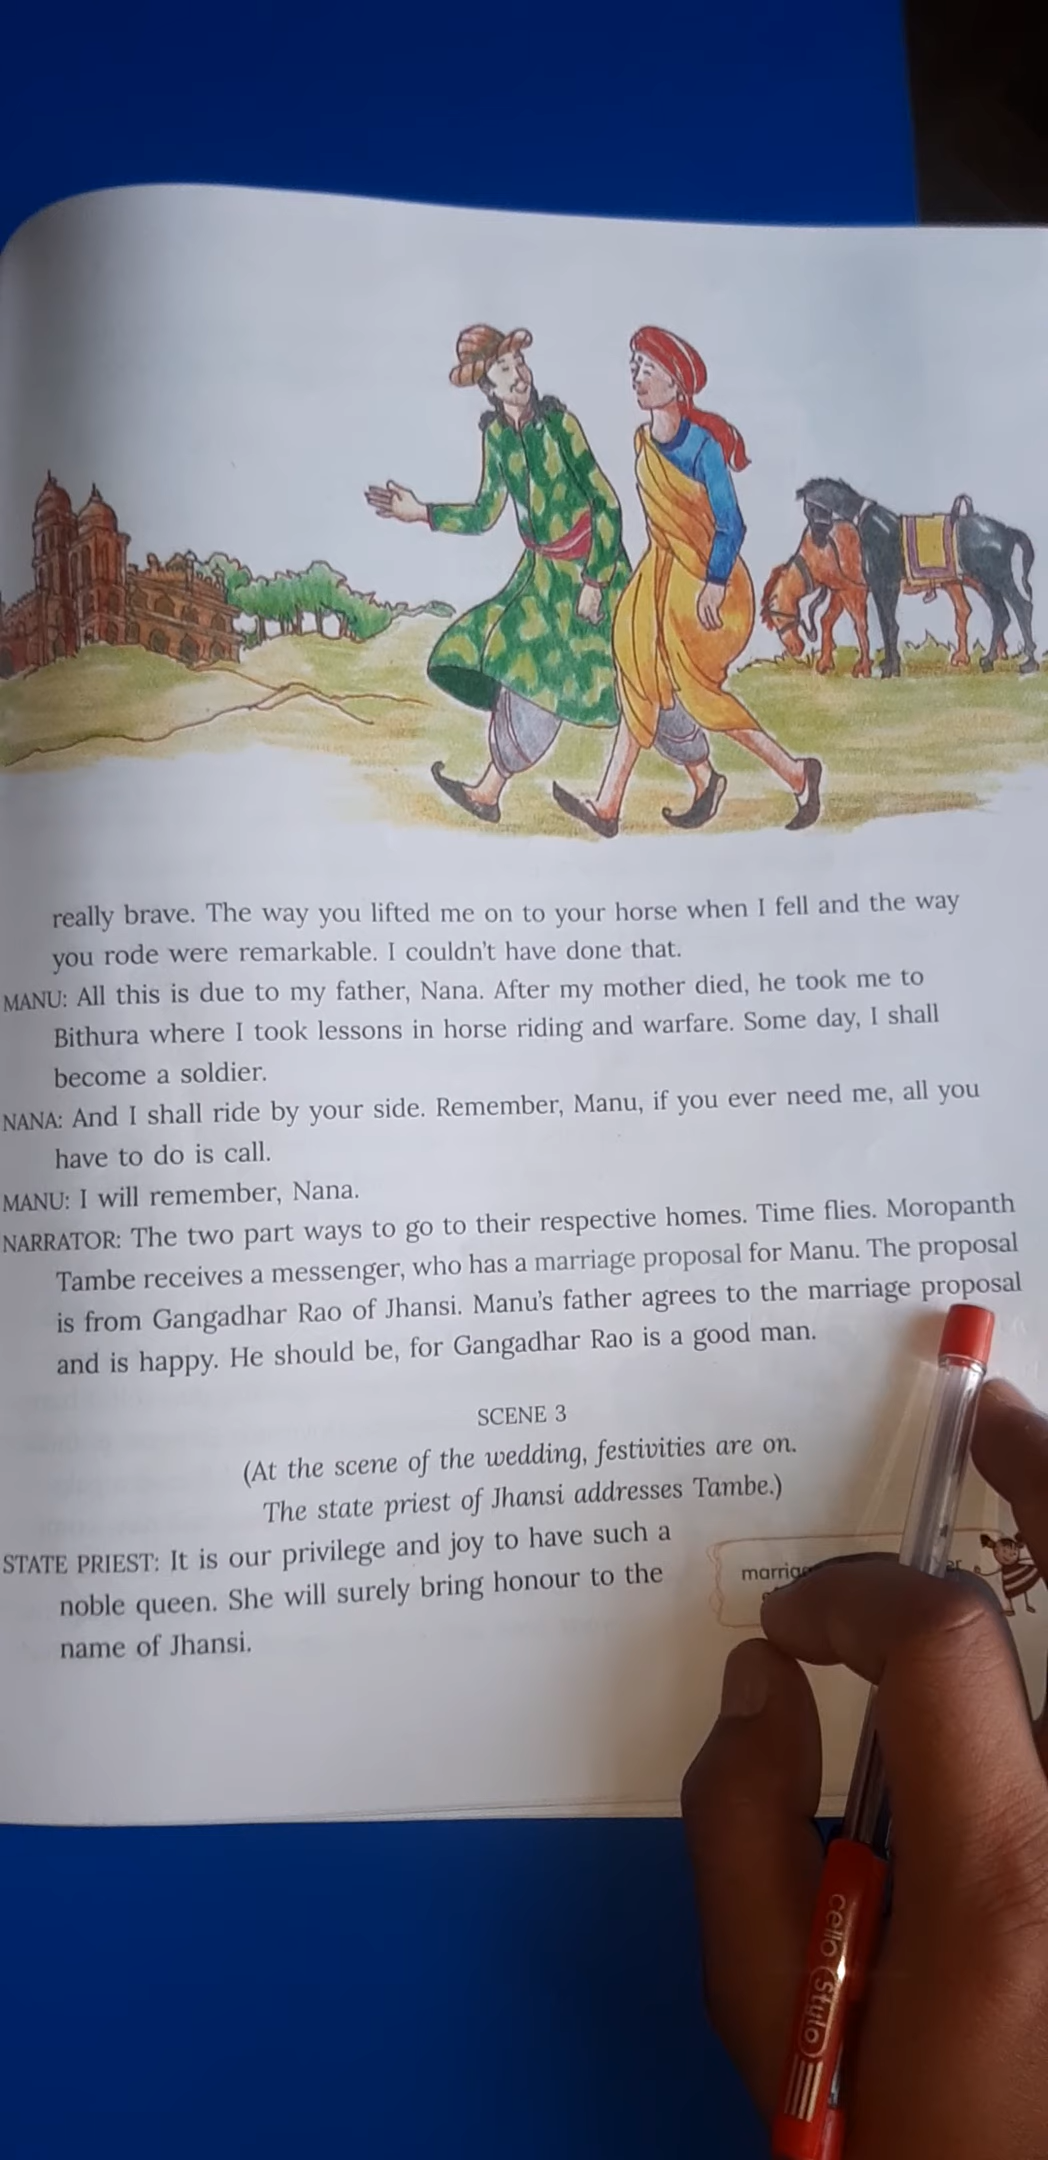 really brave. The way you lifted me on to your horse when I fell and the way
you rode were remarkable. I couldn't have done that.
MANU: All this is due to my father, Nana. After my mother died, he took me to
Bithura where I took lessons in horse riding and warfare. Some day, I shall
become a soldier.
NANA: And I shall ride by your side. Remember, Manu, if you ever need me, all you
have to do is call.
MANU: I will remember, Nana.
NARRATOR: The two part ways to go to their respective homes. Time flies. Moropanth
Tambe receives a messenger, who has a marriage proposal for Manu. The proposal
is from Gangadhar Rao of Jhansi. Manu's father agrees to the marriage proposal
and is happy. He should be, for Gangadhar Rao is a good man.
SCENE 3
(At the scene of the wedding, festivities are on.
The state priest of Jhansi addresses Tambe.)
STATE PRIEST: It is our privilege and joy to have such a
noble queen. She will surely bring honour to the
name of Jhansi.
cello Stylo